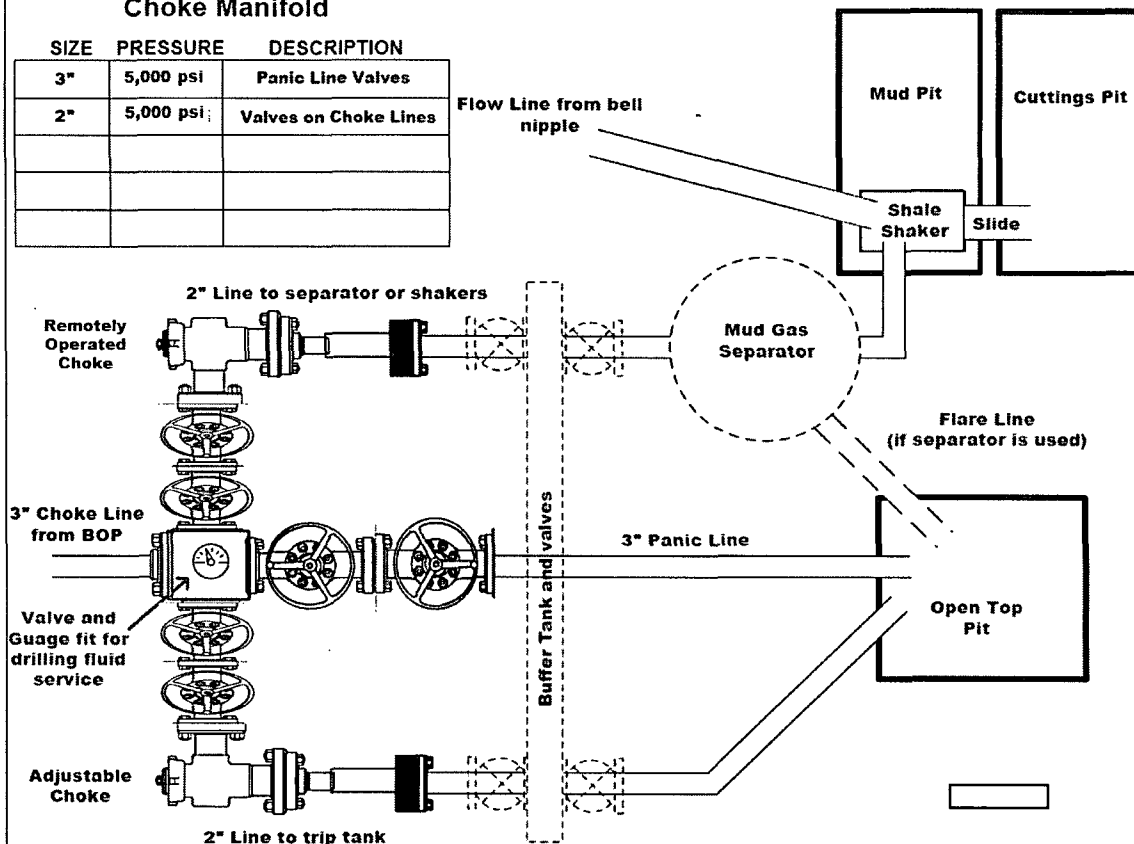 Choke Manifold
SIZE PRESSURE DESCRIPTION
3" 5,000 psi Panic Line Valves
2" 5,000 psi Valves on Choke Lines
Flow Line from bell
nipple
Mud Pit
Cuttings Pit
Shale
Shaker
Slide
2" Line to separator or shakers
Remotely
Operated
Choke
Mud Gas
Separator
Flare Line
(if separator is used)
3" Choke Line
from BOP
3" Panic Line
Buffer Tank and valves
Open Top
Pit
Valve and
Guage fit for
drilling fluid
service
Adjustable
Choke
2" Line to trip tank